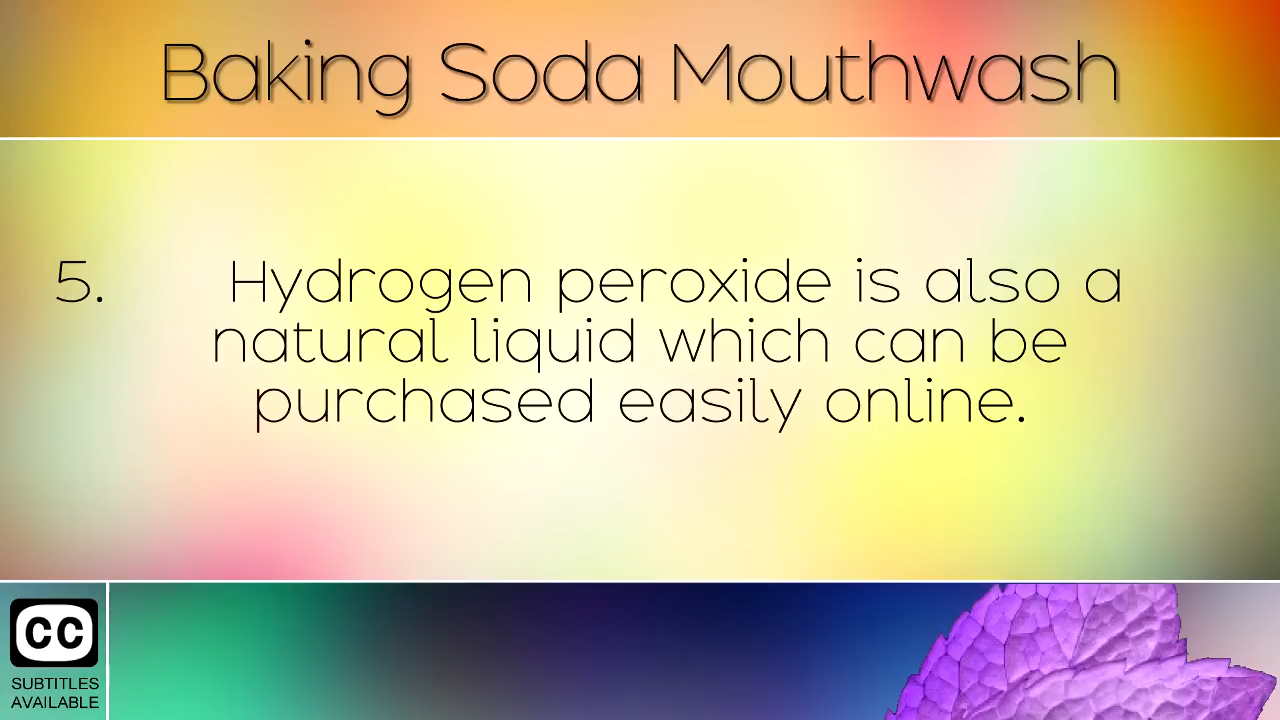 Baking Soda Mouthwash
5. Hydrogen peroxide is also a
natural liquid which can be
purchased easily online.
CC
SUBTITLES
AVAILABLE